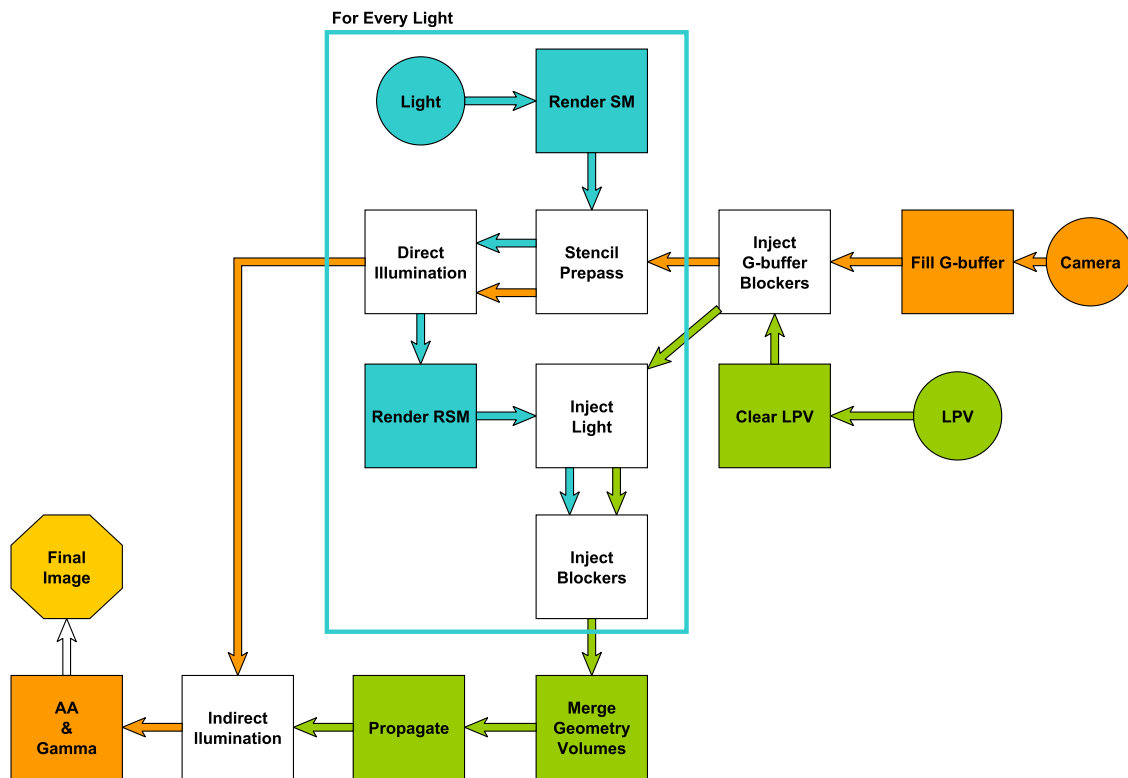 For Every Light
Light
Render SM
Direct
Illumination
Stencil
Prepass
Inject
G-buffer
Blockers
Fill G-buffer
Camera
Render RSM
Inject
Light
Clear LPV
LPV
Final
Image
Inject
Blockers
AA
&
Gamma
Indirect
Ilumination
Propagate
Merge
Geometry
Volumes